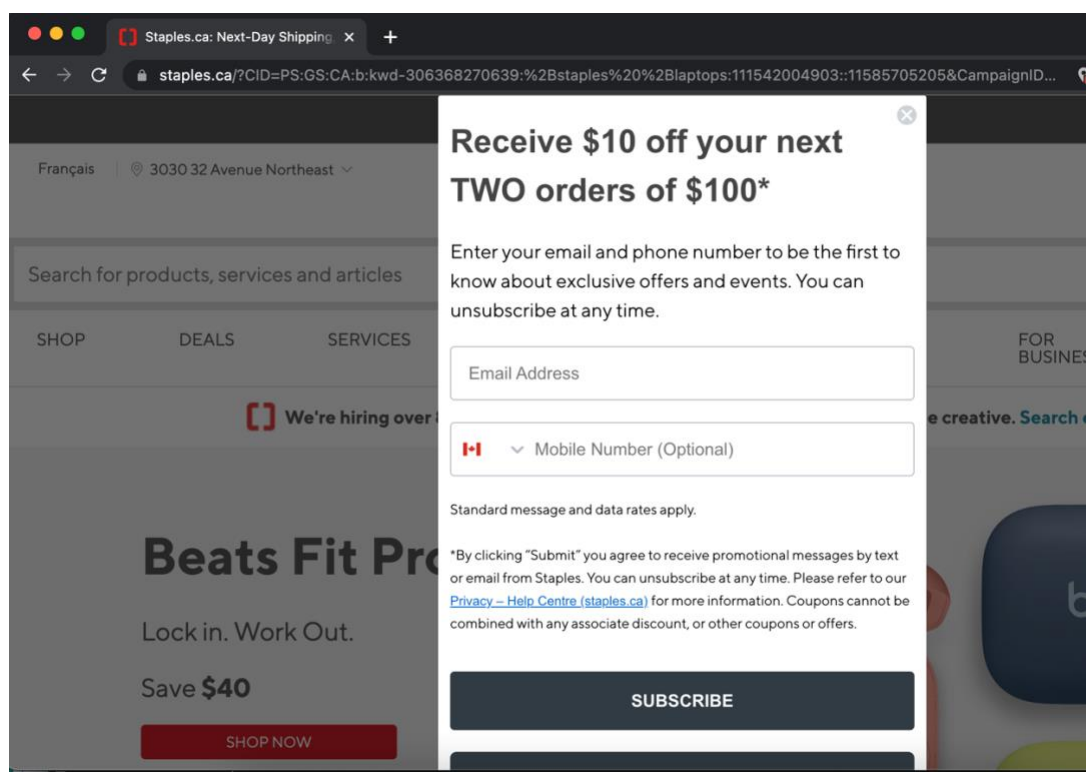 Staples.ca: Next-Day Shipping
staples.ca/?CID=PS:GS:CA:b:kwd-306368270639:%2Bstaples%20%2Blaptops:111542004903::11585705205&CampaignID...
Receive $10 off your next
TWO orders of $100*
Français
3030 32 Avenue Northeast
Enter your email and phone number to be the first to
know about exclusive offers and events. You can
unsubscribe at any time.
Search for products, services and articles
SHOP DEALS SERVICES
FOR
BUSINES
Email Address
We're hiring over
e creative. Search
Mobile Number (Optional)
Standard message and data rates apply.
*By clicking “Submit” you agree to receive promotional messages by text
or email from Staples. You can unsubscribe at any time. Please refer to our
Privacy – Help Centre (staples.ca) for more information. Coupons cannot be
combined with any associate discount, or other coupons or offers.
Beats Fit Pro
Lock in. Work Out.
Save $40
SHOP NOW
SUBSCRIBE